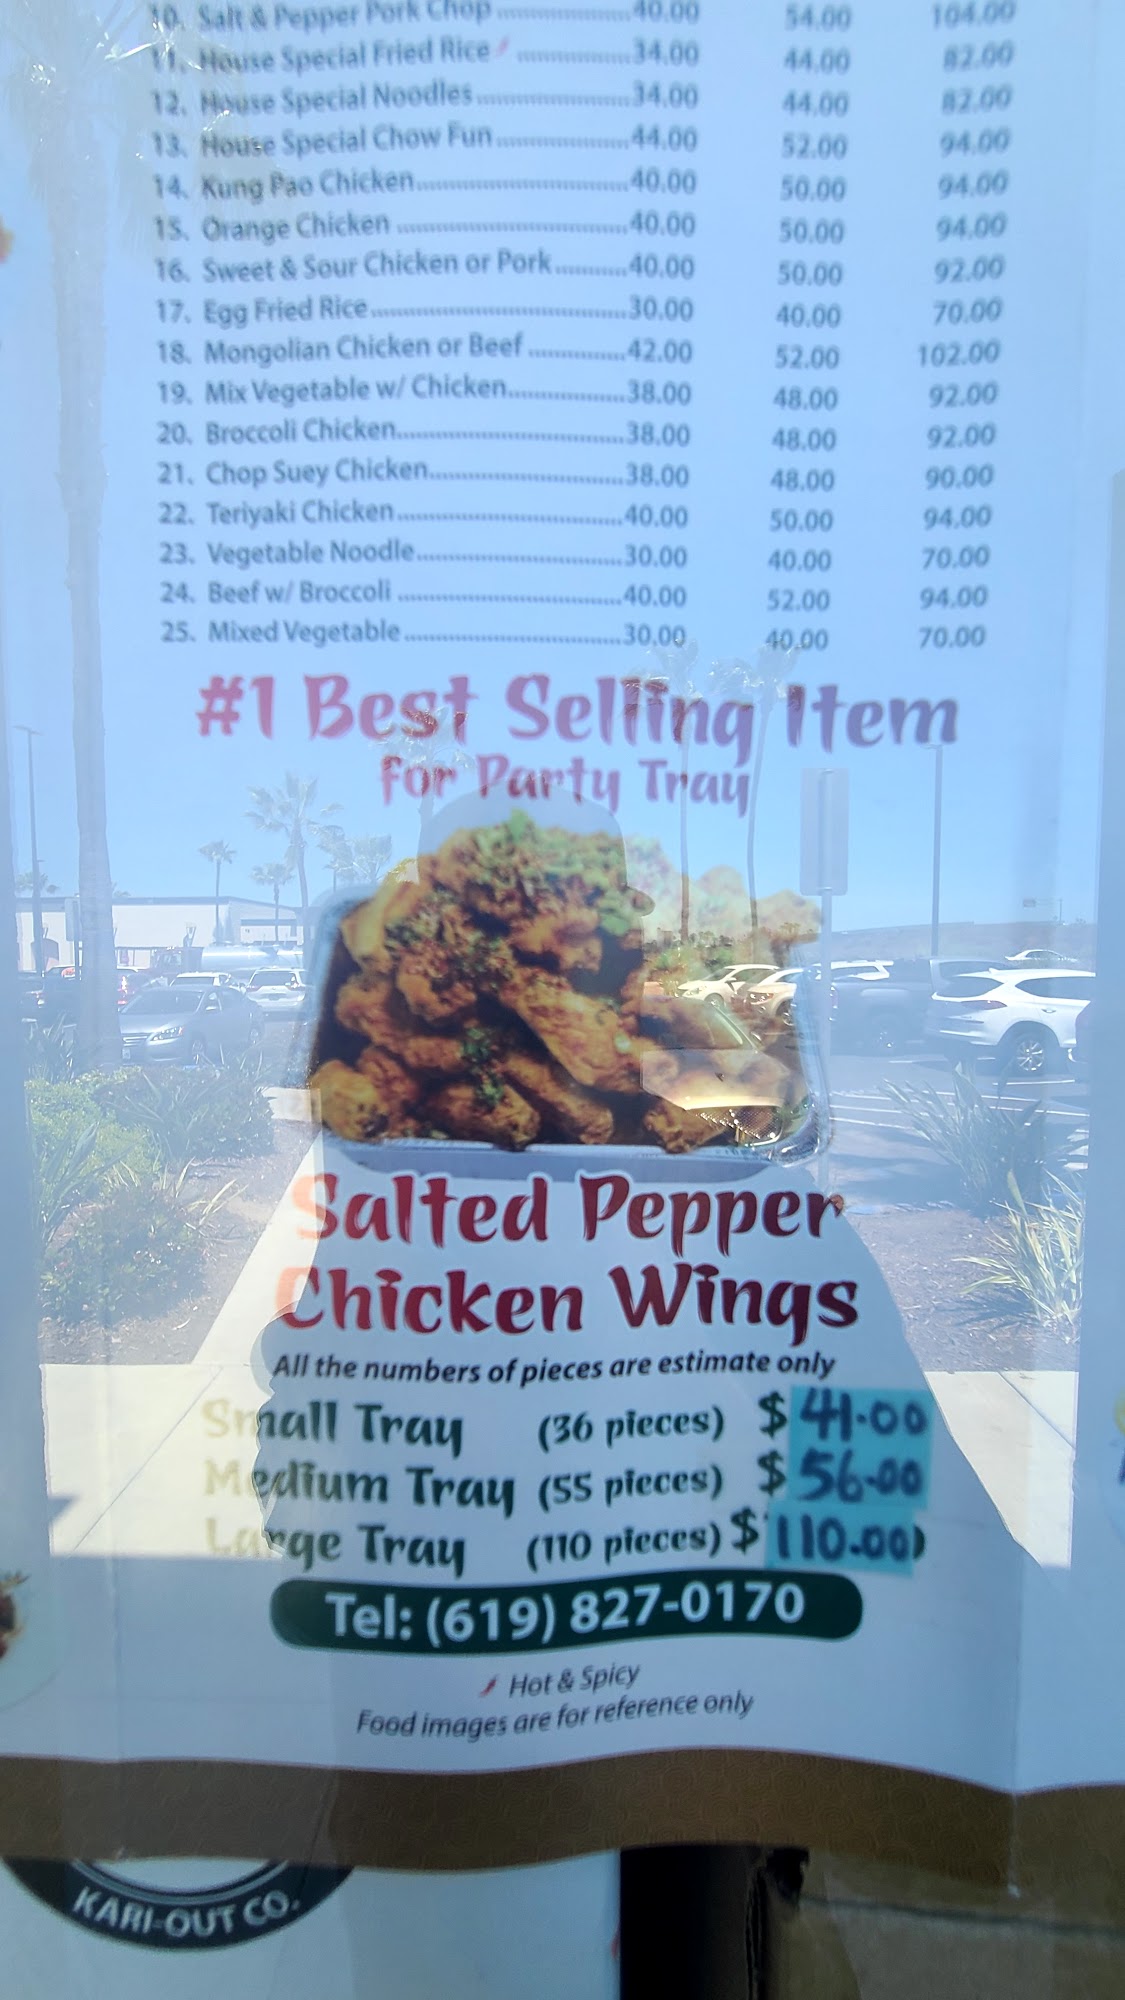 10. Salt & Pepper Pork Chop ........................40.00 54.00 104.00
11. House Special Fried Rice ....................34.00 44.00 82.00
12. House Special Noodles ...........................34.00 44.00 82.00
13. House Special Chow Fun .......................44.00 52.00 94.00
14. Kung Pao Chicken.....................................40.00 50.00 94.00
15. Orange Chicken ........................................40.00 50.00 94.00
16. Sweet & Sour Chicken or Pork............40.00 50.00 92.00
17. Egg Fried Rice............................................30.00 40.00 70.00
18. Mongolian Chicken or Beef ................42.00 52.00 102.00
19. Mix Vegetable w/ Chicken....................38.00 48.00 92.00
20. Broccoli Chicken.......................................38.00 48.00 92.00
21. Chop Suey Chicken.................................38.00 48.00 90.00
22. Teriyaki Chicken.......................................40.00 50.00 94.00
23. Vegetable Noodle....................................30.00 40.00 70.00
24. Beef w/ Broccoli .......................................40.00 52.00 94.00
25. Mixed Vegetable ......................................30.00 40.00 70.00
#1 Best Selling Item
for Party Tray
Salted Pepper
Chicken Wings
All the numbers of pieces are estimate only
Small Tray (36 pieces) $ 41.00
Medium Tray (55 pieces) $ 56.00
Large Tray (110 pieces) $ 110.00)
Tel: (619) 827-0170
Hot & Spicy
Food images are for reference only
KARI-OUT CO.